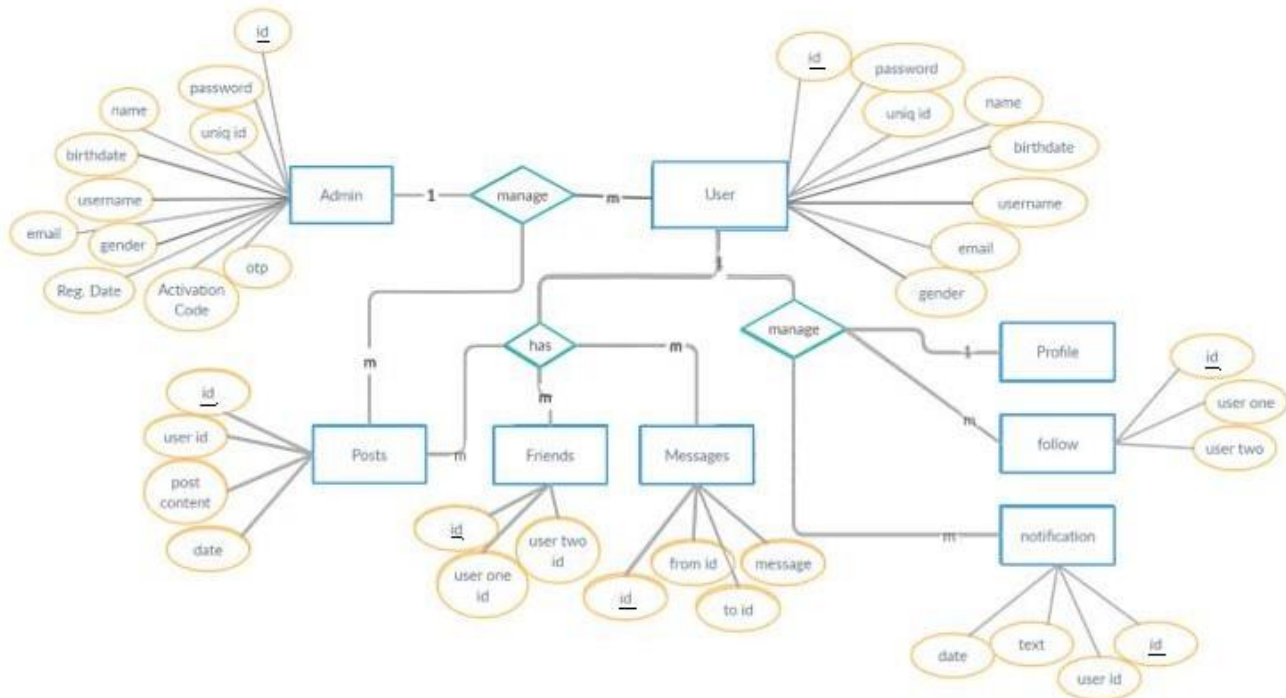 id
id
password
password
name
name
uniq id
uniq id
birthdate
birthdate
Admin
1
manage
m
User
username
username
email
gender
otp
email
Reg. Date
Activation
Code
gender
1
manage
has
m
m
m
1
Profile
id
user one
user two
m
follow
id
user id
post
content
date
Posts
m
Friends
Messages
id
user one
id
user two
id
id
from id
to id
message
m
notification
date
text
user id
id